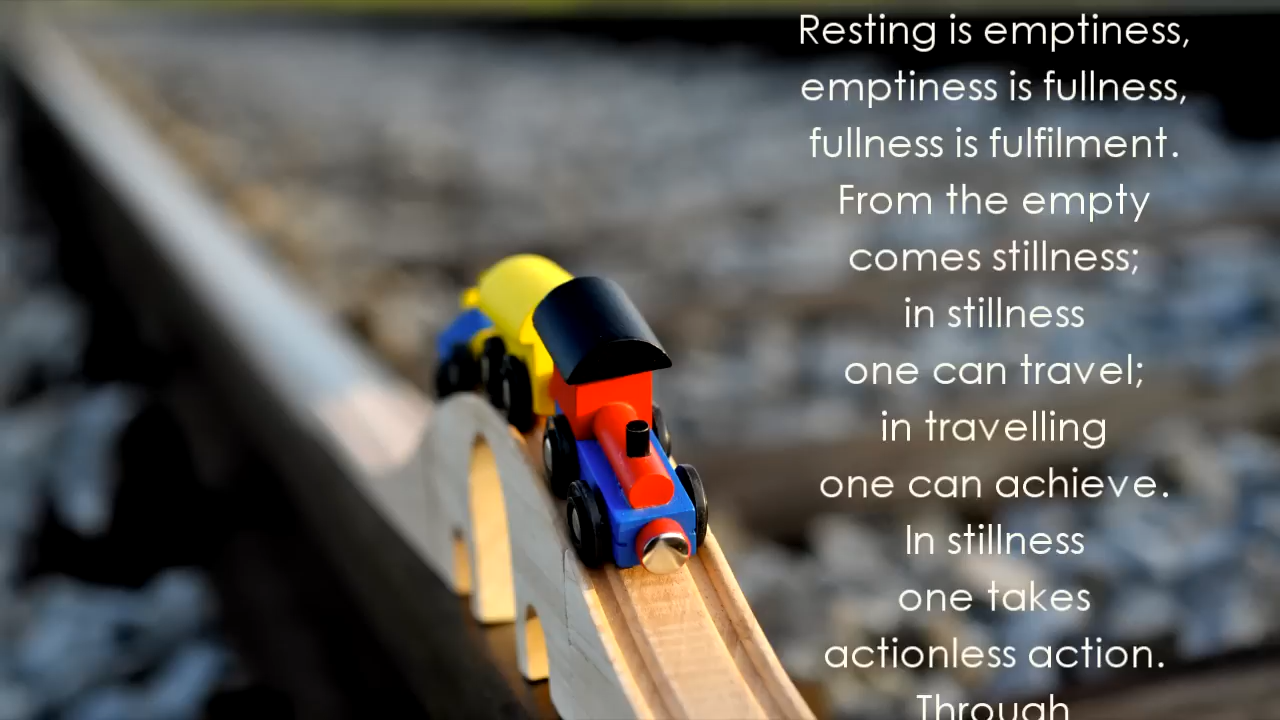 Resting is emptiness,
emptiness is fullness,
fullness is fulfilment.
From the empty
comes stillness;
in stillness
one can travel;
in travelling
one can achieve.
In stillness
one takes
actionless action.
Through